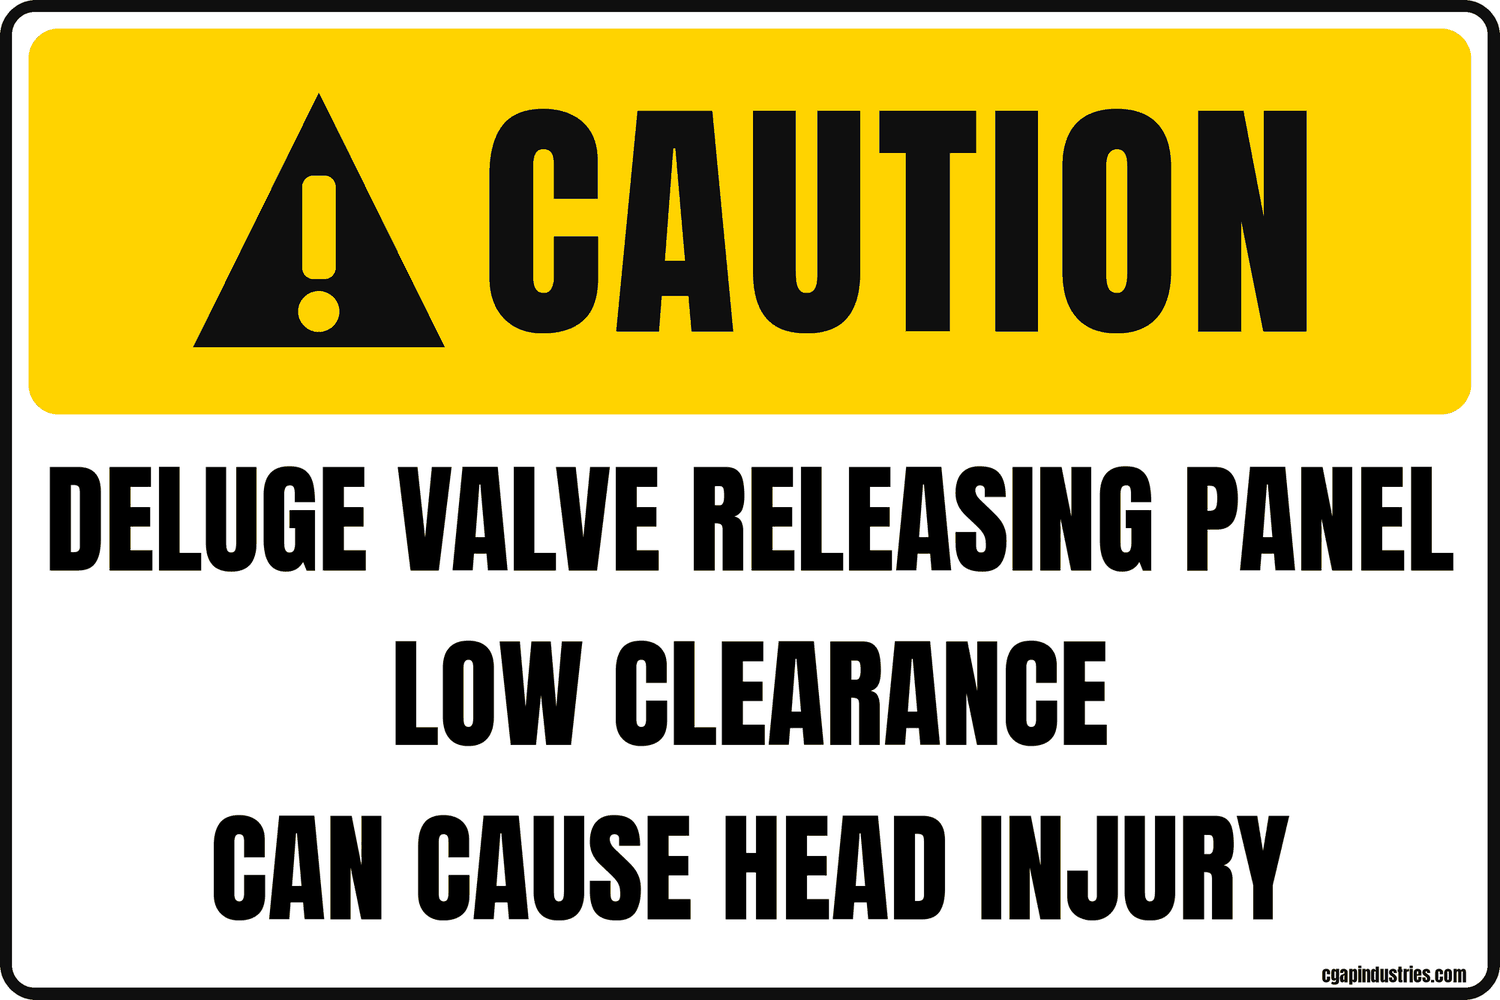 CAUTION
DELUGE VALVE RELEASING PANEL
LOW CLEARANCE
CAN CAUSE HEAD INJURY
cgapindustries.com